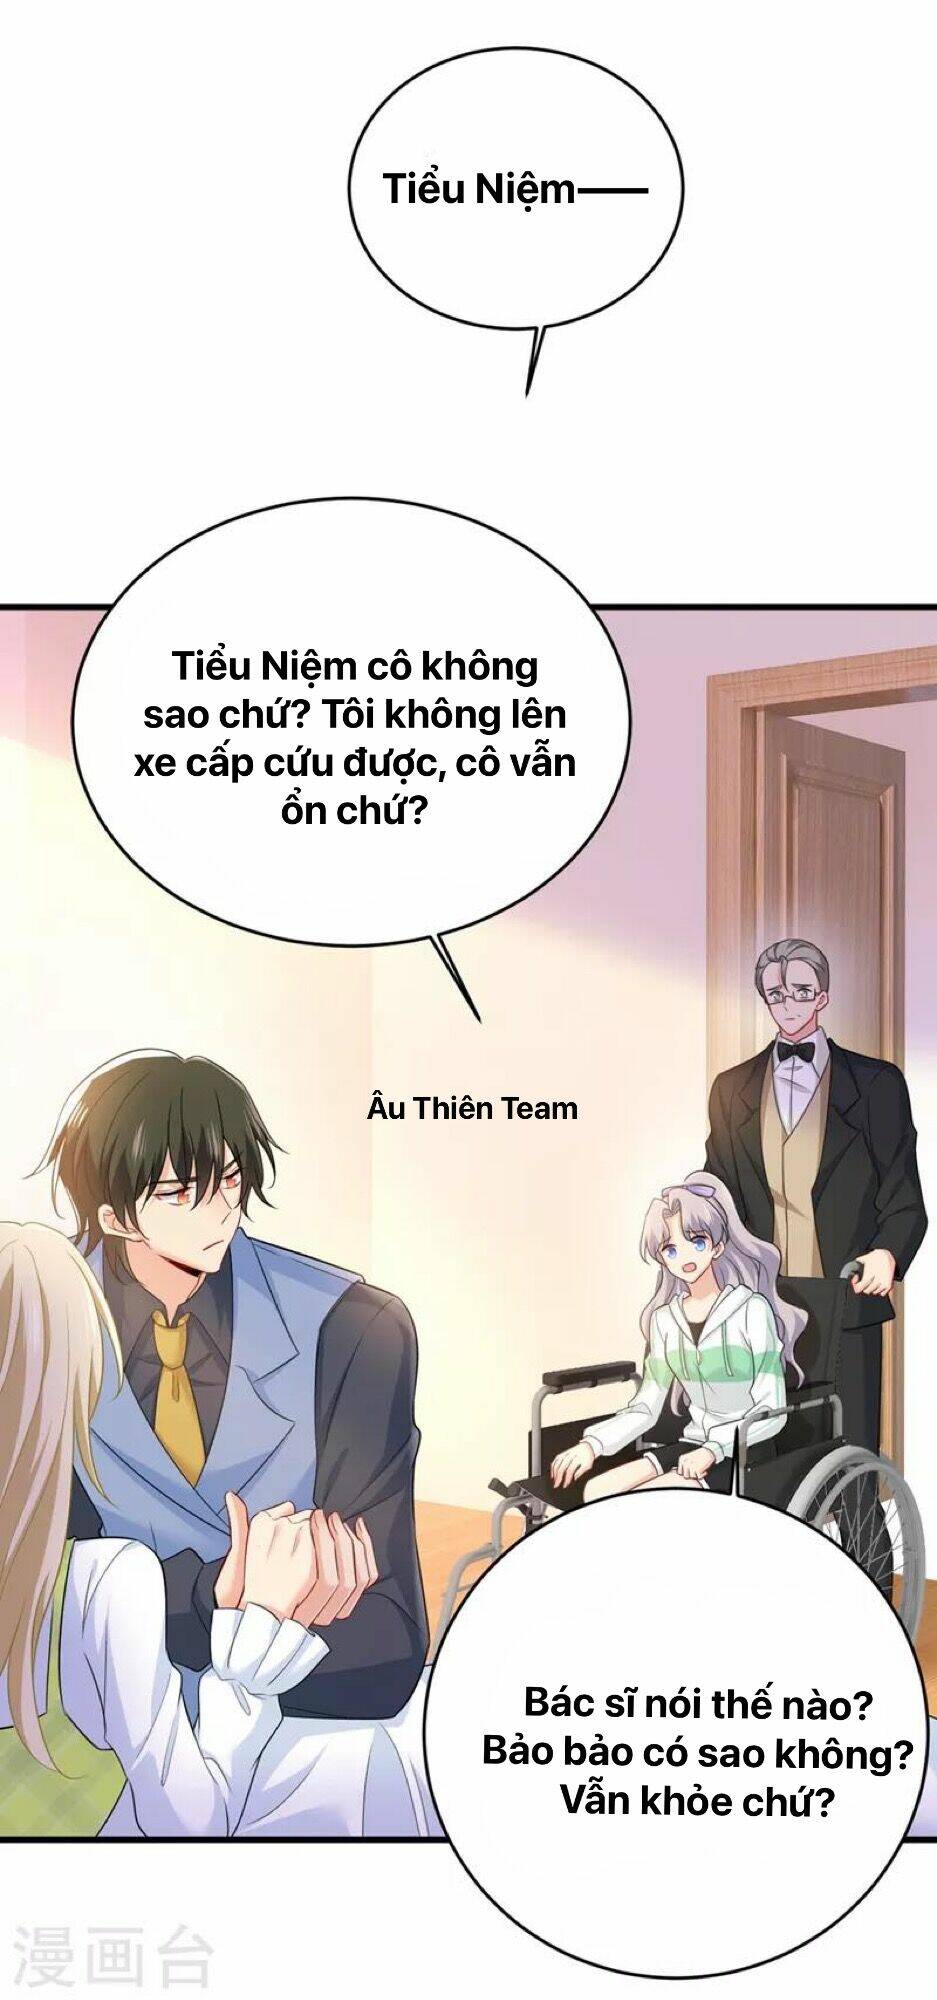 Tiểu Niệm——
Tiểu Niệm cô không
sao chứ? Tôi không lên
xe cấp cứu được, cô vẫn
ổn chứ?
Âu Thiên Team
Bác sĩ nói thế nào?
Bảo bảo có sao không?
Vẫn khỏe chứ?
漫画台